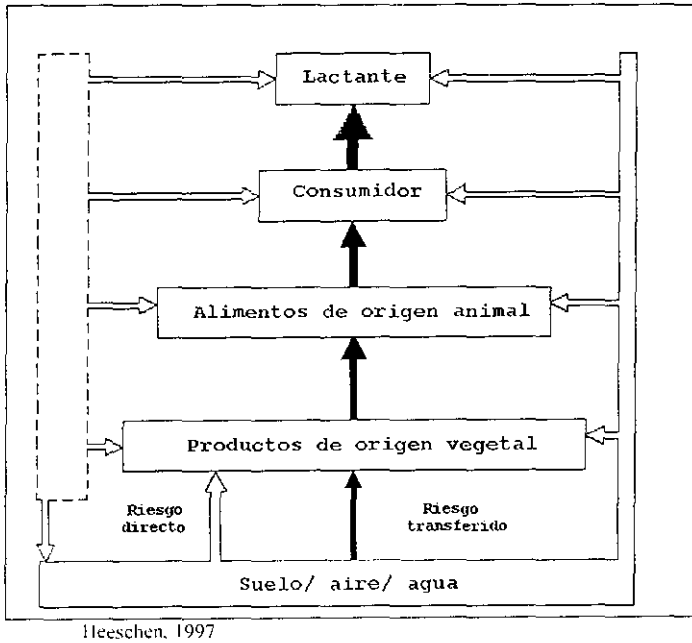 Lactante
Consumidor
Alimentos de origen animal
Productos de origen vegetal
Riesgo
directo
Riesgo
transferido
Suelo/ aire/ agua
Heeschen, 1997